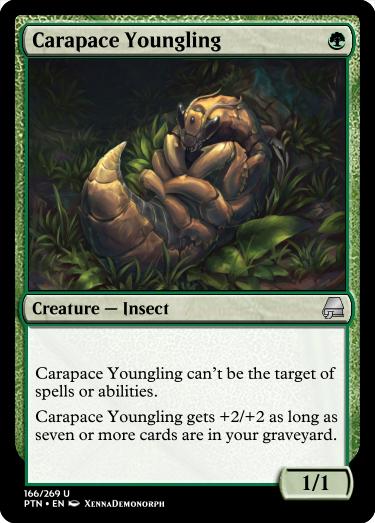 Carapace Youngling
Creature — Insect
Carapace Youngling can't be the target of
spells or abilities.
Carapace Youngling gets +2/+2 as long as
seven or more cards are in your graveyard.
1/1
166/269 U
PTN • EN XennaDemonorph